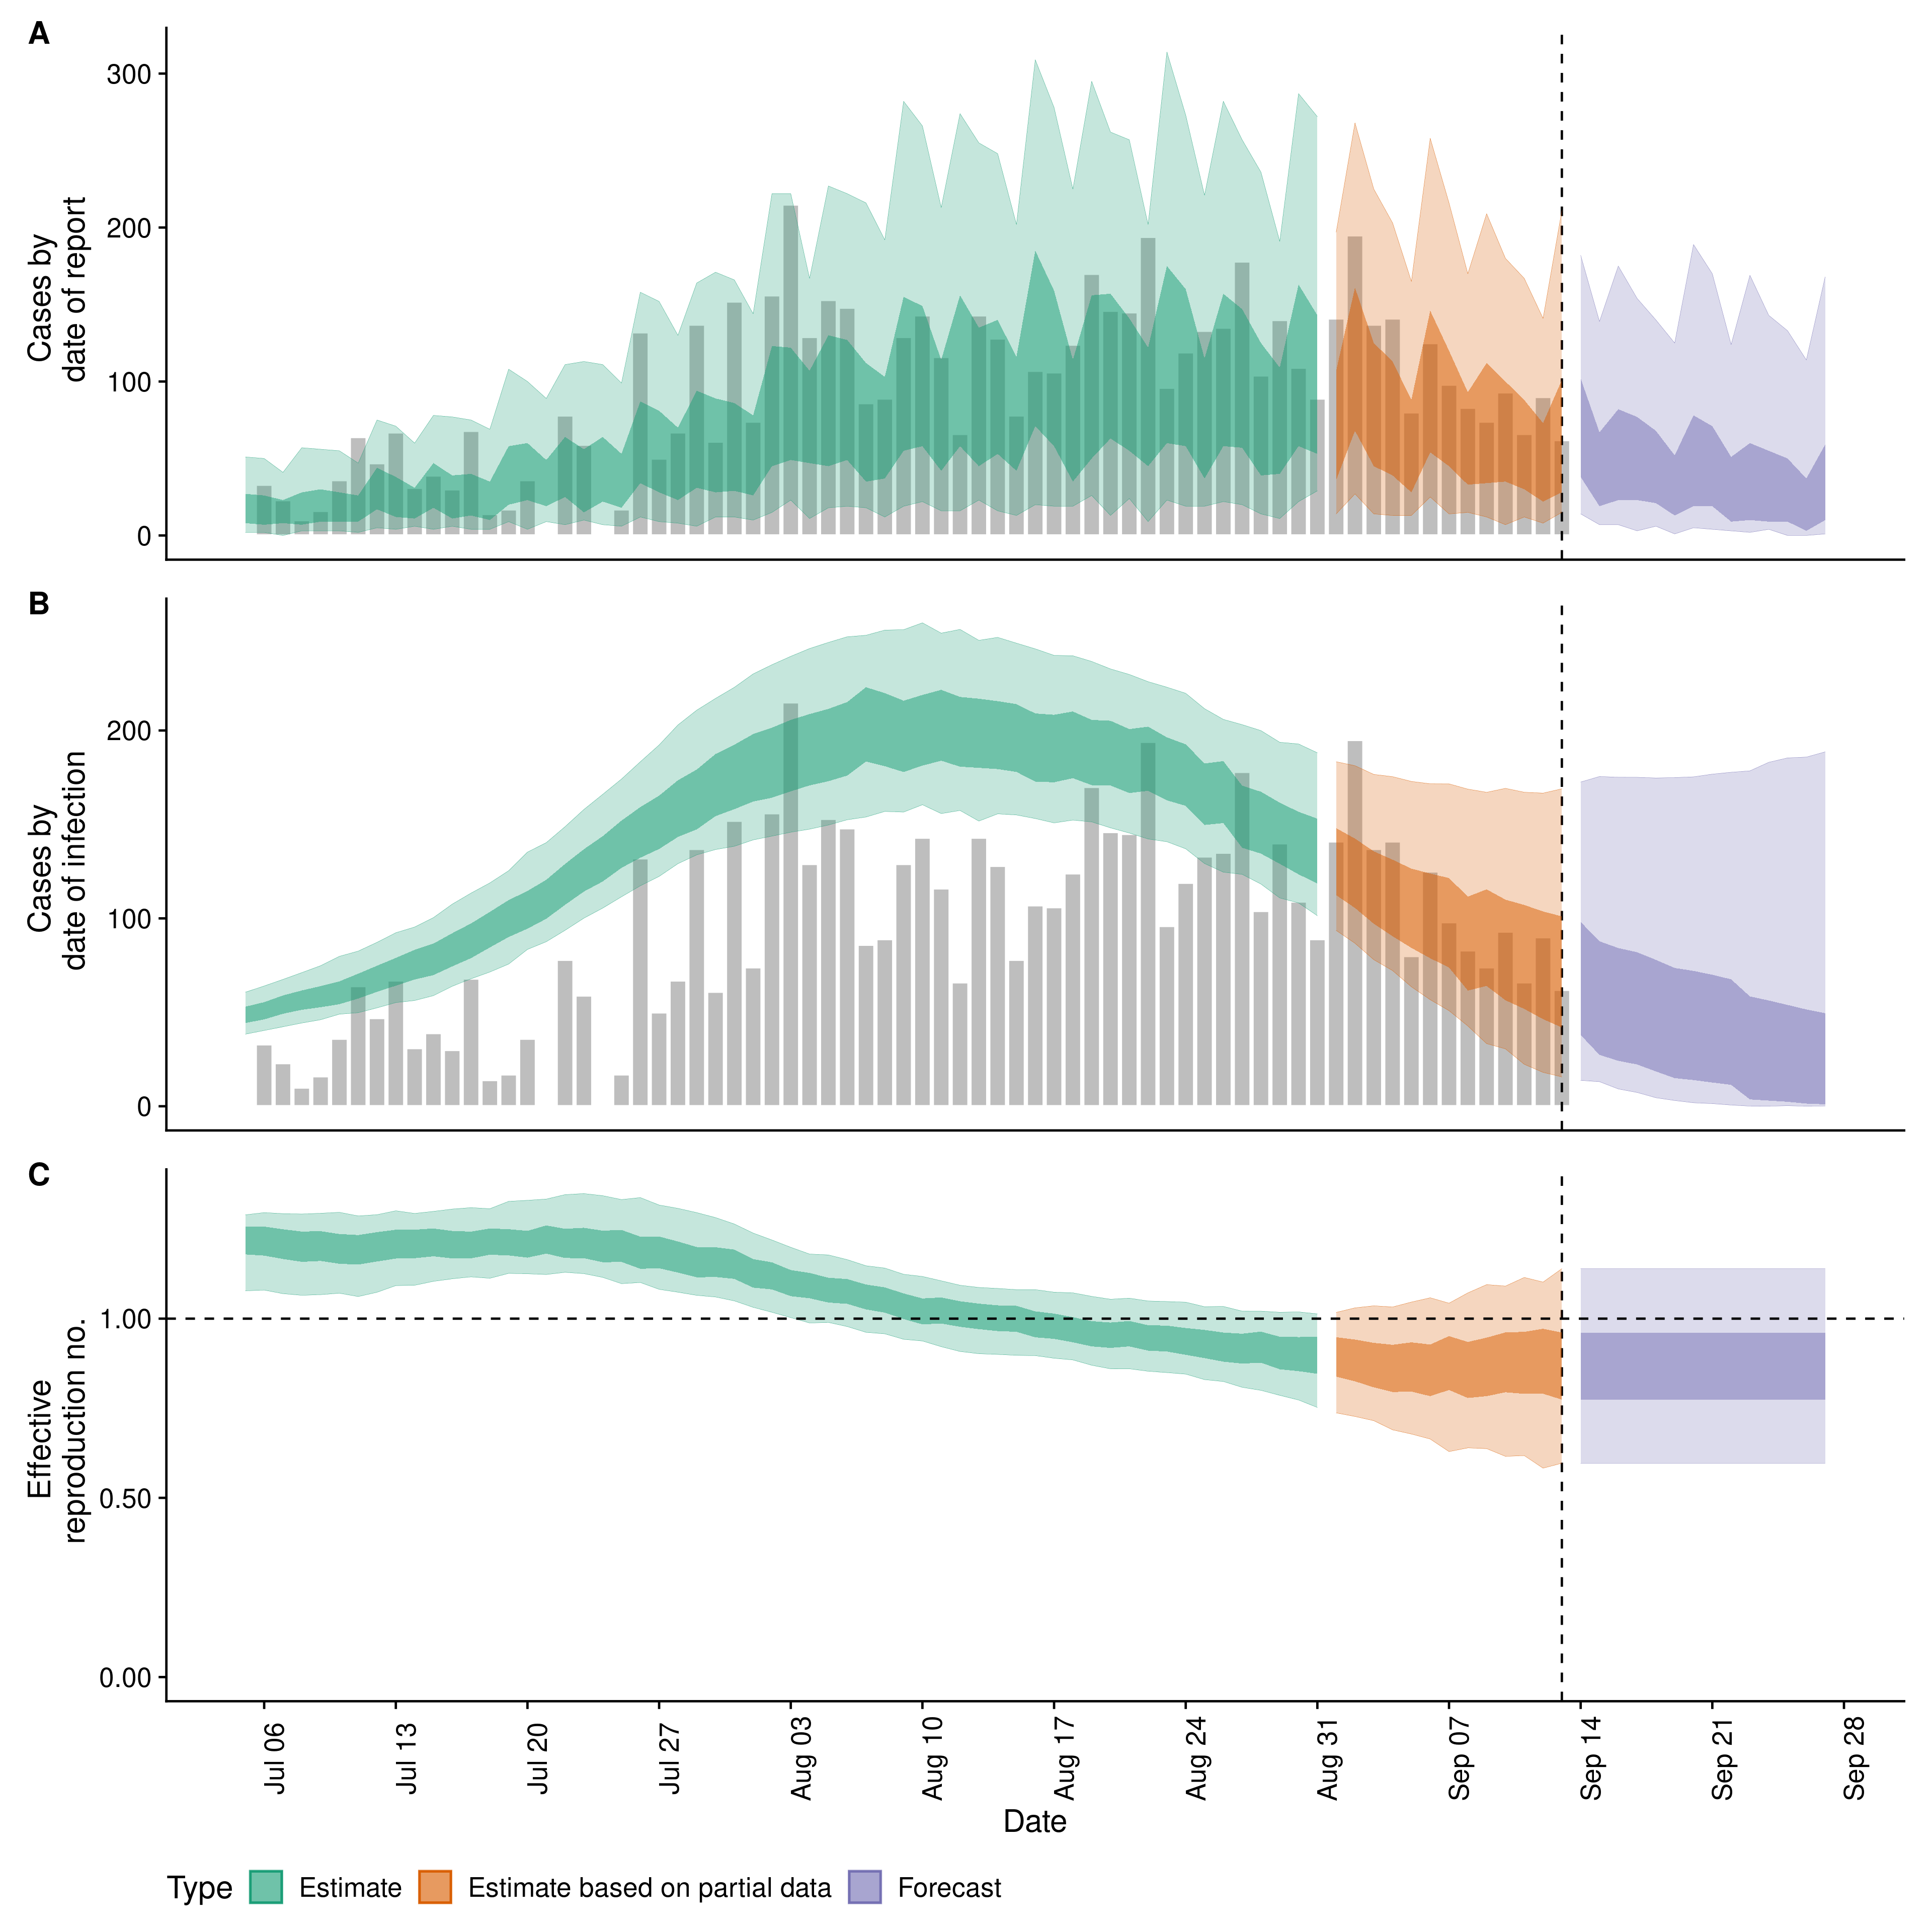 A
300
200
100
0
Cases by
date of report
B
200
100
0
Cases by
date of infection
C
1.00
0.50
0.00
Effective
reproduction no.
Jul 06
Jul 13
Jul 20
Jul 27
Aug 03
Aug 10
Aug 17
Aug 24
Aug 31
Sep 07
Sep 14
Sep 21
Sep 28
Date
Type Estimate Estimate based on partial data Forecast